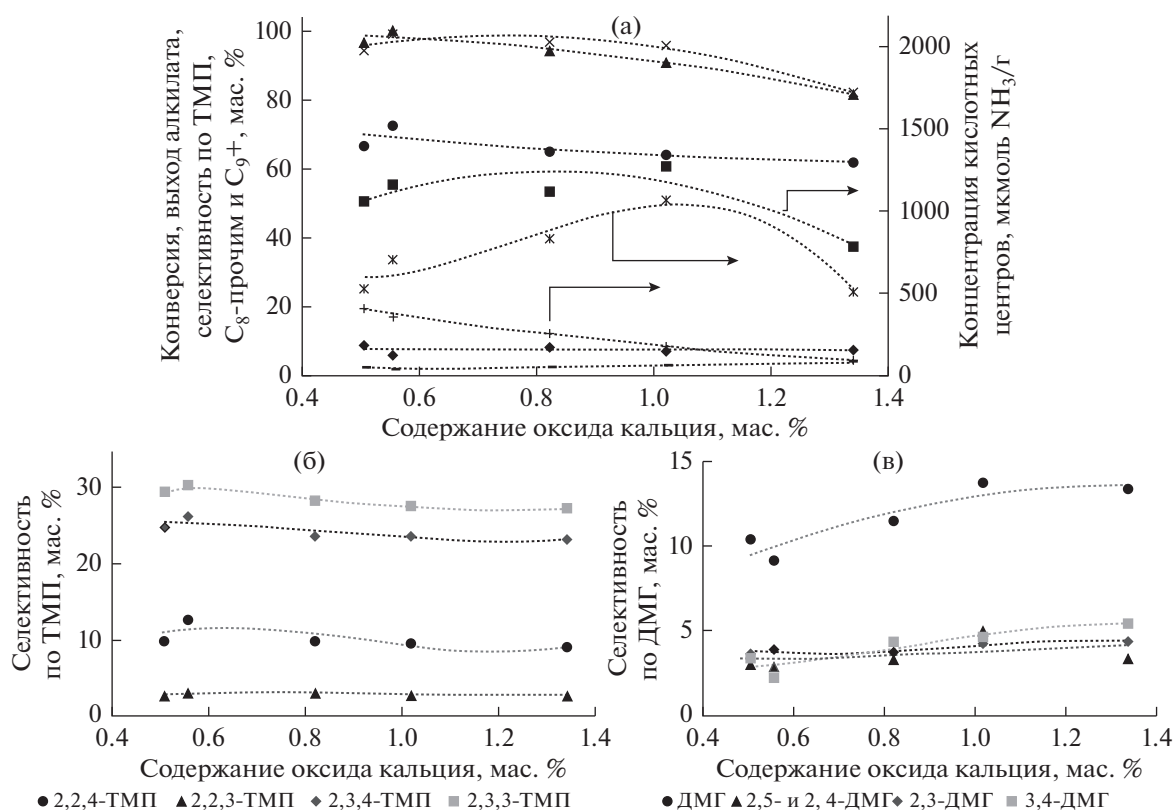 (а)
Конверсия, выход алкилата,
селективность по ТМП,
C8-прочим и C9+, мас. %
100
80
60
40
20
0
2000
1500
1000
500
0
Концентрация кислотных
центров, мкмоль NH3/г
0.4 0.6 0.8 1.0 1.2 1.4
Содержание оксида кальция, мас. %
(б)
Селективность
по ТМП, мас. %
30
20
10
0
0.4 0.6 0.8 1.0 1.2 1.4
Содержание оксида кальция, мас. %
2,2,4-ТМП 2,2,3-ТМП 2,3,4-ТМП 2,3,3-ТМП
(в)
Селективность
по ДМГ, мас. %
15
10
5
0
0.4 0.6 0.8 1.0 1.2 1.4
Содержание оксида кальция, мас. %
ДМГ 2,5- и 2, 4-ДМГ 2,3-ДМГ 3,4-ДМГ